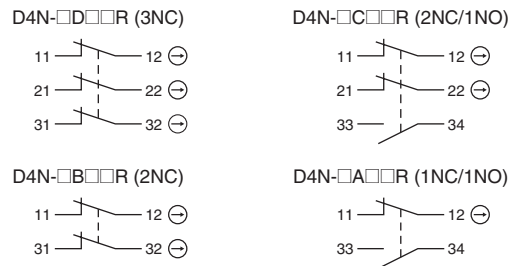 D4N-□D□□R (3NC)
11 12
21 22
31 32
D4N-□C□□R (2NC/1NO)
11 12
21 22
33 34
D4N-□B□□R (2NC)
11 12
31 32
D4N-□A□□R (1NC/1NO)
11 12
33 34